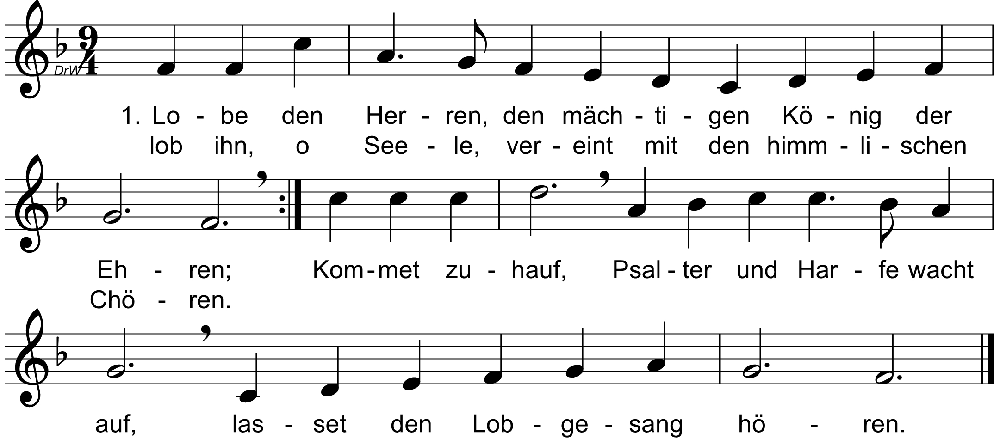 9
4
DrW
1. Lo - be den Her - ren, den mäch - ti - gen Kö - nig der
lob ihn, o See - le, ver - eint mit den himm - li - schen
Eh - ren; Kom - met zu - hauf, Psal - ter und Har - fe wacht
Chö - ren.
auf, las - set den Lob - ge - sang hö - ren.